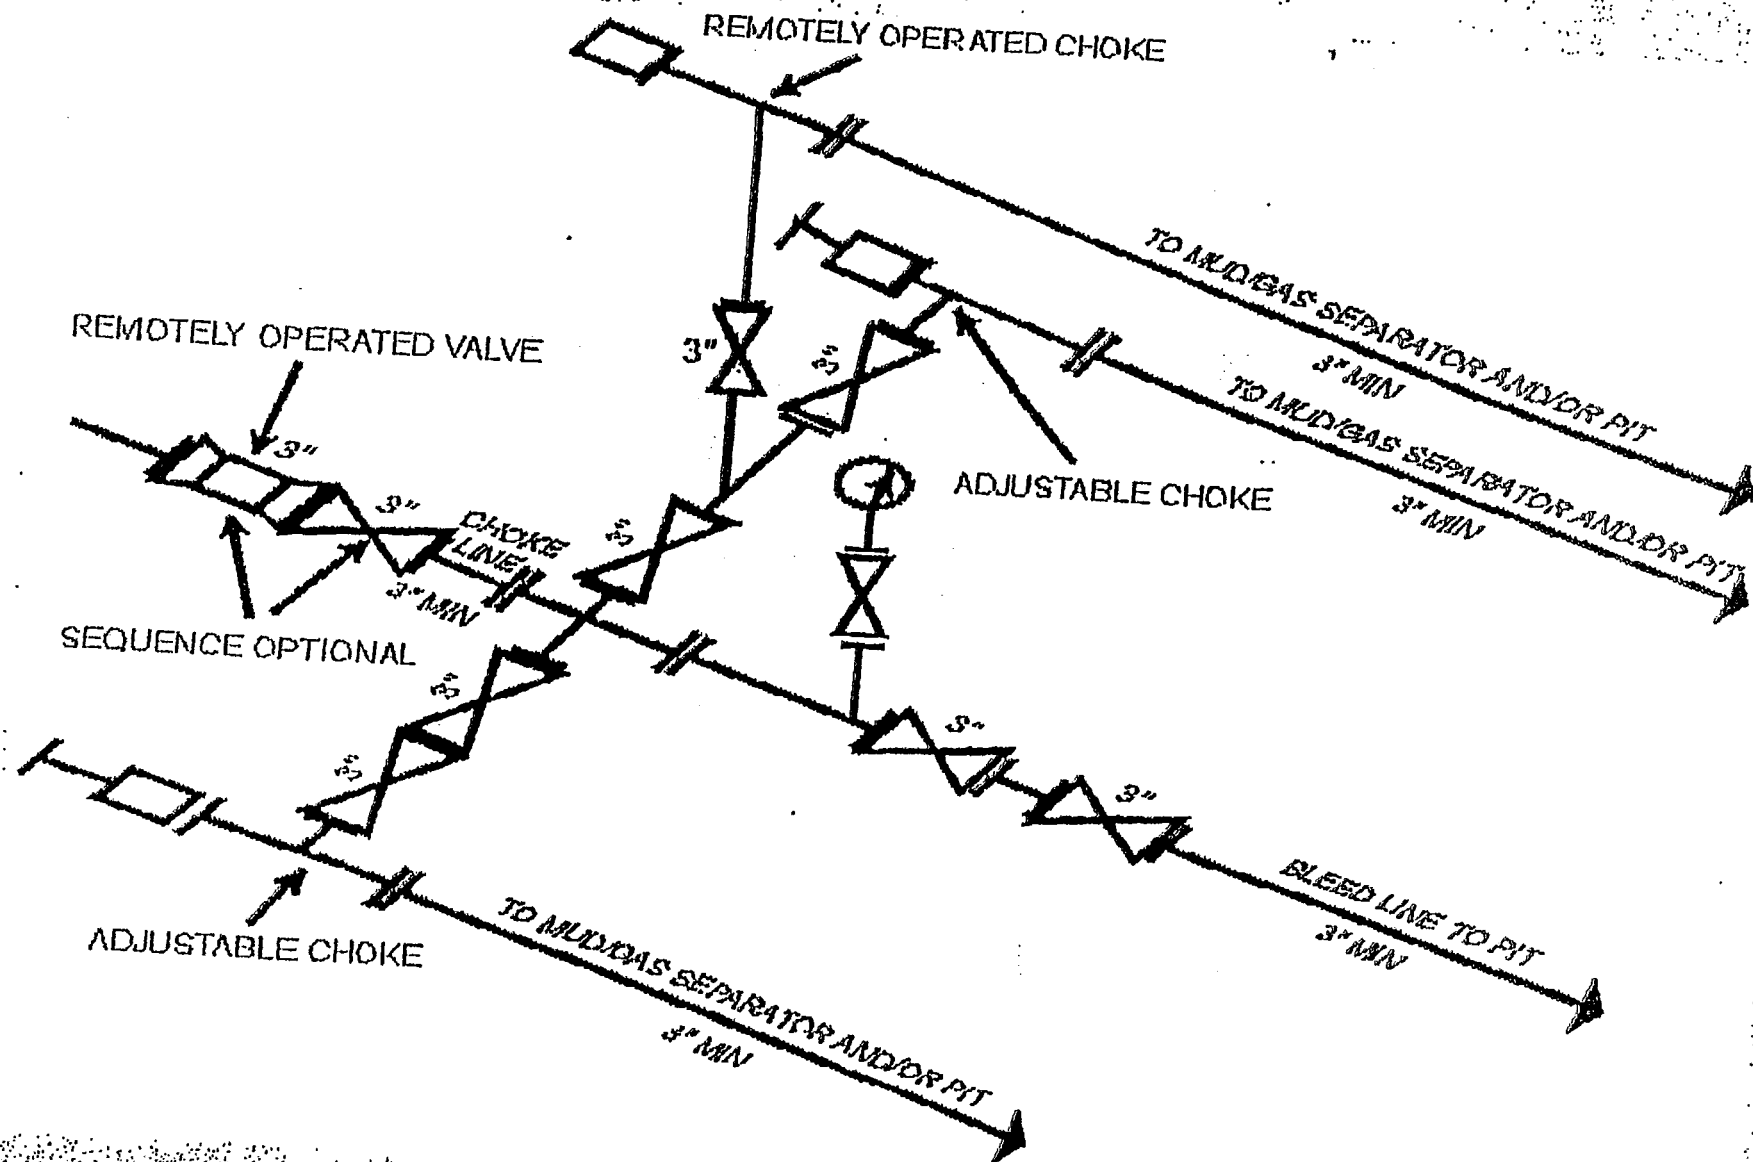 REMOTELY OPERATED CHOKE
TO MUD/GAS SEPARATOR AND/OR PIT
3" MIN
TO MUD/GAS SEPARATOR AND/OR PIT
3" MIN
REMOTELY OPERATED VALVE
3"
3"
3"
3"
CHOKE
LINE
3" MIN
3"
ADJUSTABLE CHOKE
SEQUENCE OPTIONAL
3"
3"
3"
3"
BLEED LINE TO PIT
3" MIN
ADJUSTABLE CHOKE
TO MUD/GAS SEPARATOR AND/OR PIT
3" MIN